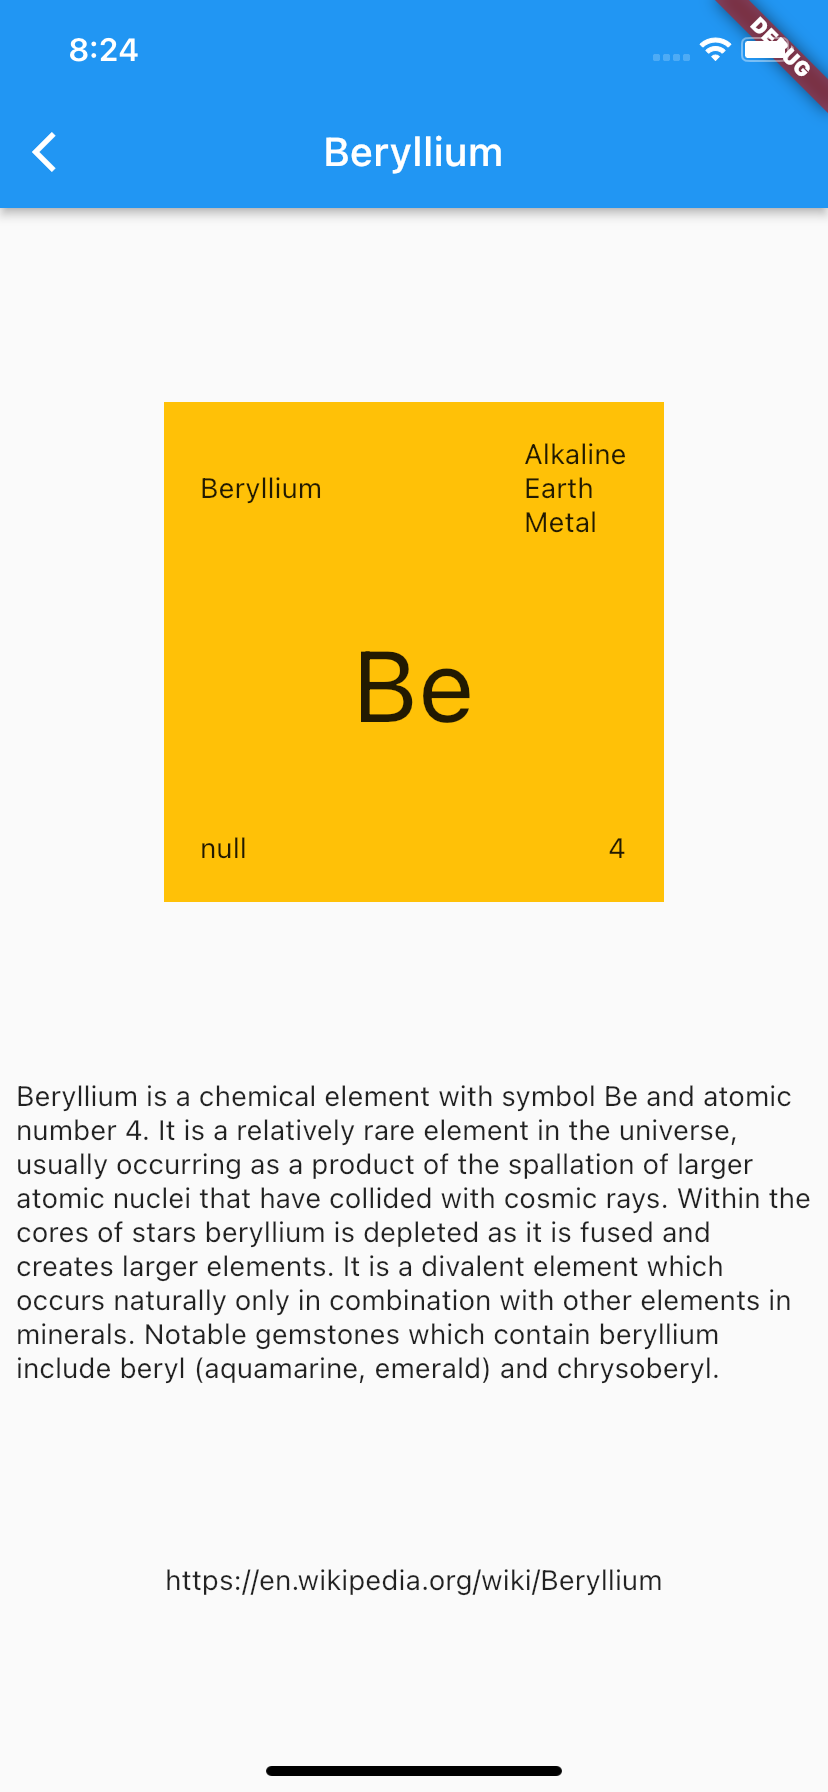 8:24
DEBUG
Beryllium
Beryllium
Alkaline
Earth
Metal
Be
null
4
Beryllium is a chemical element with symbol Be and atomic
number 4. It is a relatively rare element in the universe,
usually occurring as a product of the spallation of larger
atomic nuclei that have collided with cosmic rays. Within the
cores of stars beryllium is depleted as it is fused and
creates larger elements. It is a divalent element which
occurs naturally only in combination with other elements in
minerals. Notable gemstones which contain beryllium
include beryl (aquamarine, emerald) and chrysoberyl.
https://en.wikipedia.org/wiki/Beryllium